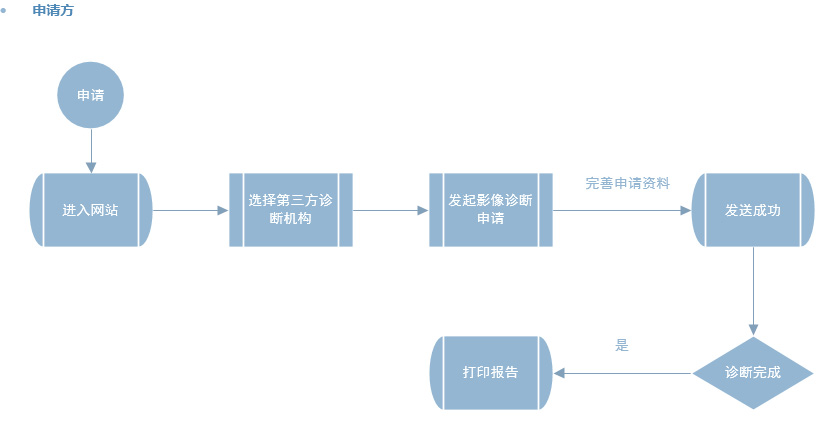 申请方
申请
进入网站
选择第三方诊
断机构
发起影像诊断
申请
完善申请资料
发送成功
诊断完成
是
打印报告